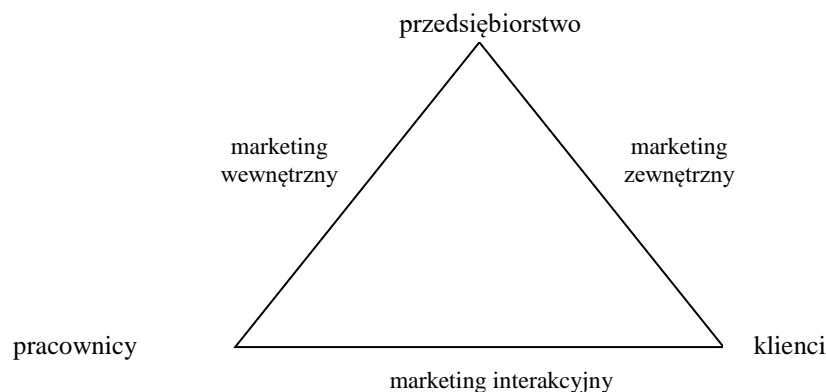 przedsiębiorstwo
marketing
wewnętrzny
marketing
zewnętrzny
pracownicy
klienci
marketing interakcyjny